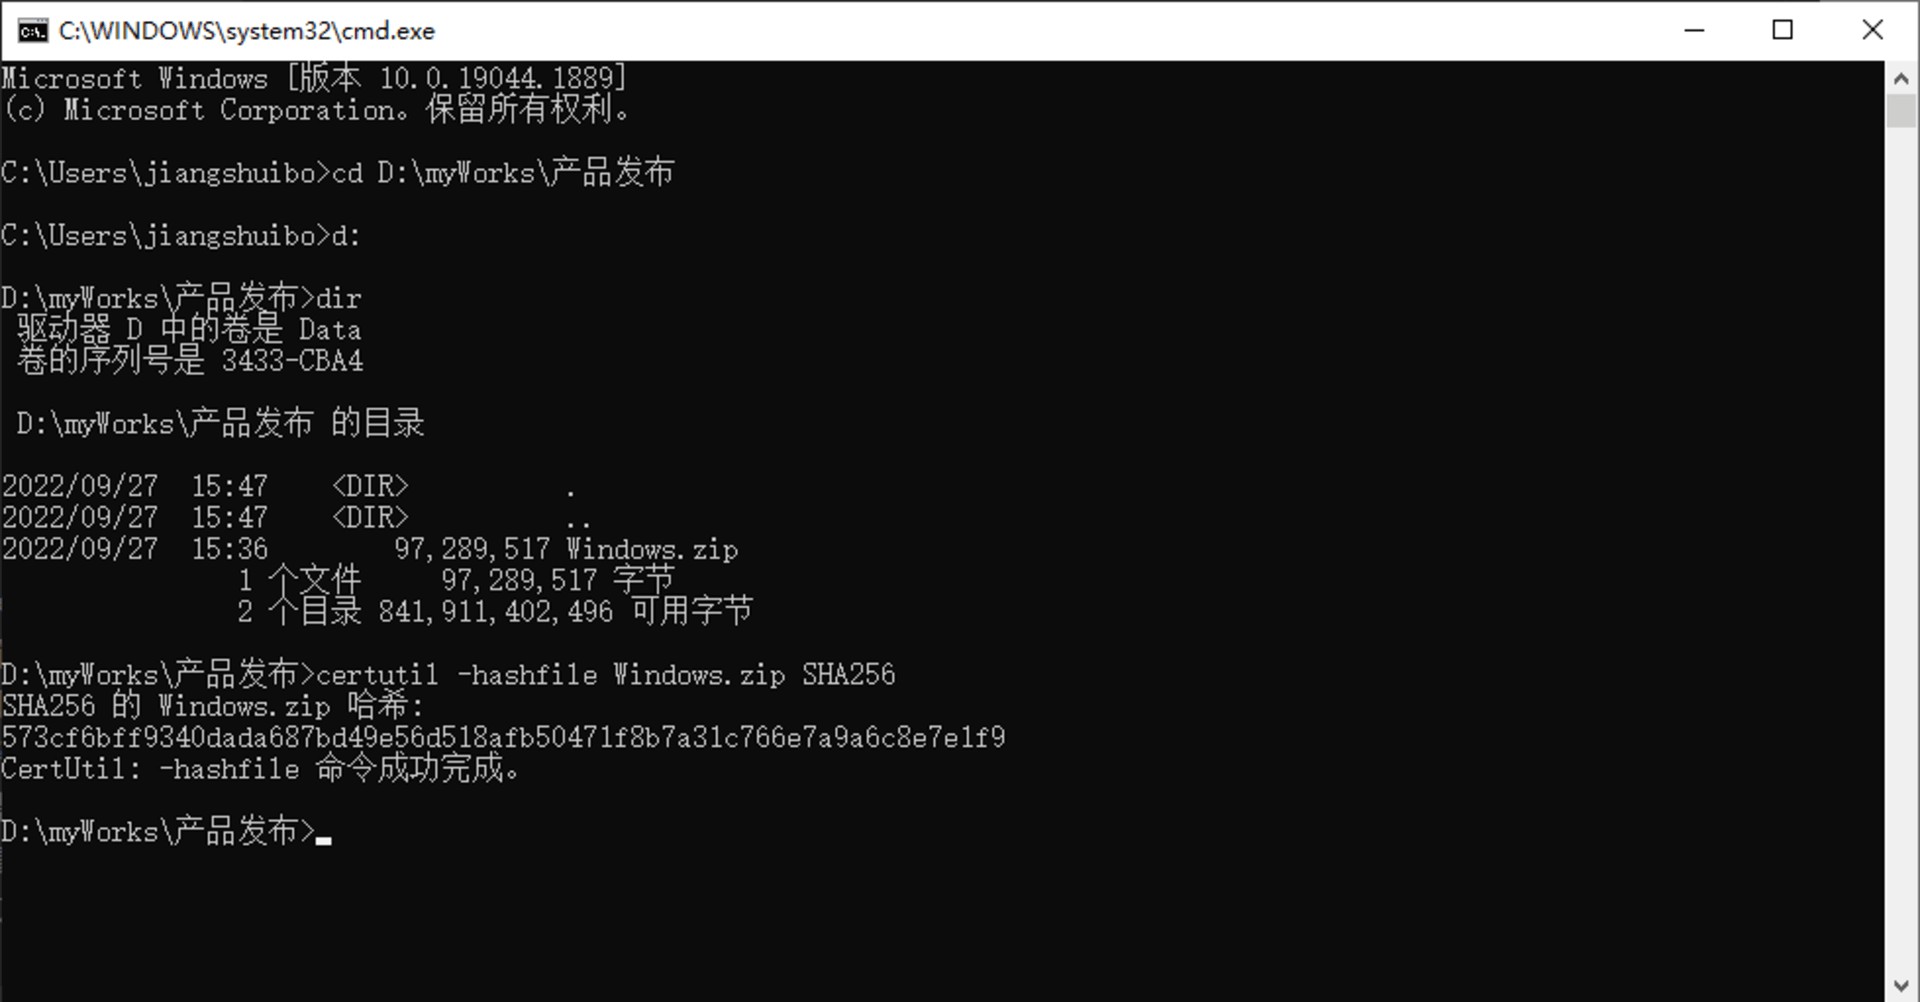 C:\WINDOWS\system32\cmd.exe
Microsoft Windows [版本 10.0.19044.1889]
(c) Microsoft Corporation。保留所有权利。
C:\Users\jiangshuibo>cd D:\myWorks\产品发布
C:\Users\jiangshuibo>d:
D:\myWorks\产品发布>dir
驱动器 D 中的卷是 Data
卷的序列号是 3433-CBA4
D:\myWorks\产品发布 的目录
2022/09/27  15:47    <DIR>          .
2022/09/27  15:47    <DIR>          ..
2022/09/27  15:36        97,289,517 Windows.zip
1 个文件     97,289,517 字节
2 个目录 841,911,402,496 可用字节
D:\myWorks\产品发布>certutil -hashfile Windows.zip SHA256
SHA256 的 Windows.zip 哈希:
573cf6bff9340dada687bd49e56d518afb50471f8b7a31c766e7a9a6c8e7e1f9
CertUtil: -hashfile 命令成功完成。
D:\myWorks\产品发布>